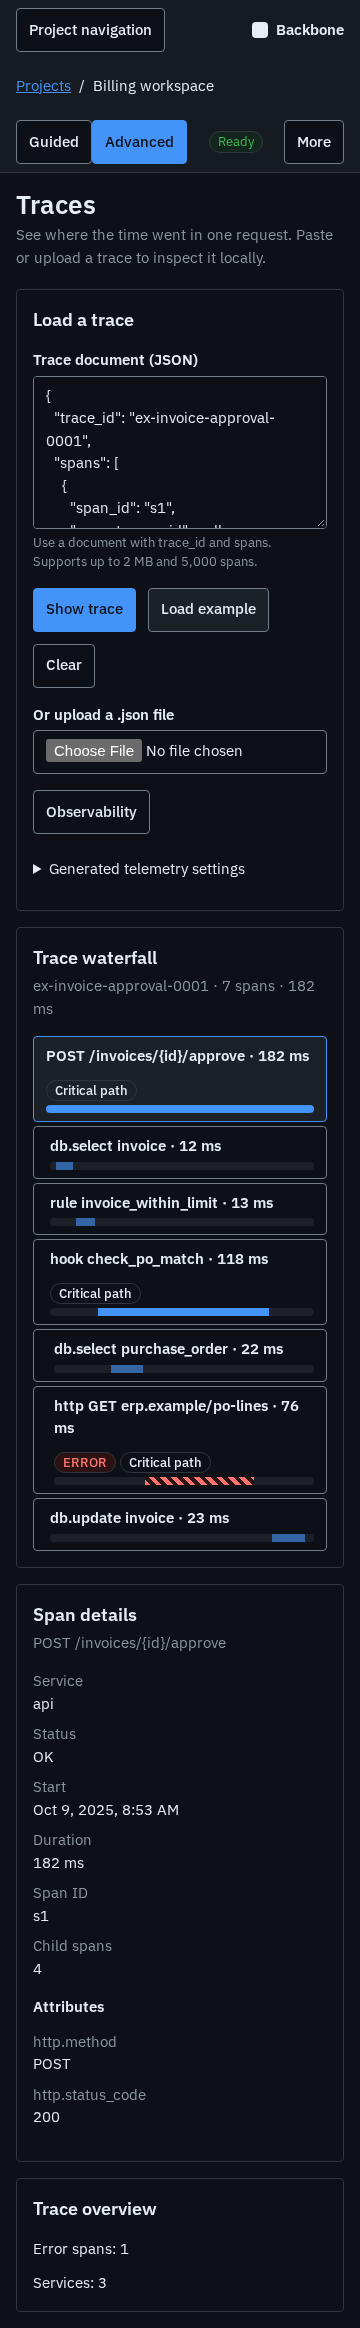 Project navigation
Backbone
Projects / Billing workspace
Guided
Advanced
Ready
More
Traces
See where the time went in one request. Paste
or upload a trace to inspect it locally.
Load a trace
Trace document (JSON)
{
"trace_id": "ex-invoice-approval-
0001",
"spans": [
{
"span_id": "s1",
Use a document with trace_id and spans.
Supports up to 2 MB and 5,000 spans.
Show trace
Load example
Clear
Or upload a .json file
Choose File No file chosen
Observability
Generated telemetry settings
Trace waterfall
ex-invoice-approval-0001 · 7 spans · 182
ms
POST /invoices/{id}/approve · 182 ms
Critical path
db.select invoice · 12 ms
rule invoice_within_limit · 13 ms
hook check_po_match · 118 ms
Critical path
db.select purchase_order · 22 ms
http GET erp.example/po-lines · 76
ms
ERROR Critical path
db.update invoice · 23 ms
Span details
POST /invoices/{id}/approve
Service
api
Status
OK
Start
Oct 9, 2025, 8:53 AM
Duration
182 ms
Span ID
s1
Child spans
4
Attributes
http.method
POST
http.status_code
200
Trace overview
Error spans: 1
Services: 3